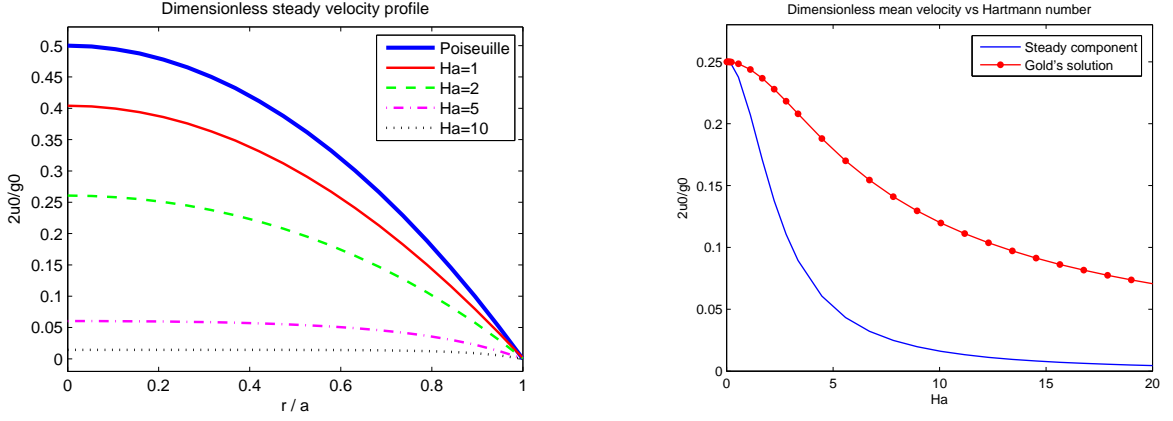 Dimensionless steady velocity profile
0.5
0.45
0.4
0.35
0.3
0.25
0.2
0.15
0.1
0.05
0
2u0/g0
Poiseuille
Ha=1
Ha=2
Ha=5
Ha=10
0 0.2 0.4 0.6 0.8 1
r / a
Dimensionless mean velocity vs Hartmann number
0.25
0.2
0.15
0.1
0.05
0
2u0/g0
Steady component
Gold's solution
0 5 10 15 20
Ha